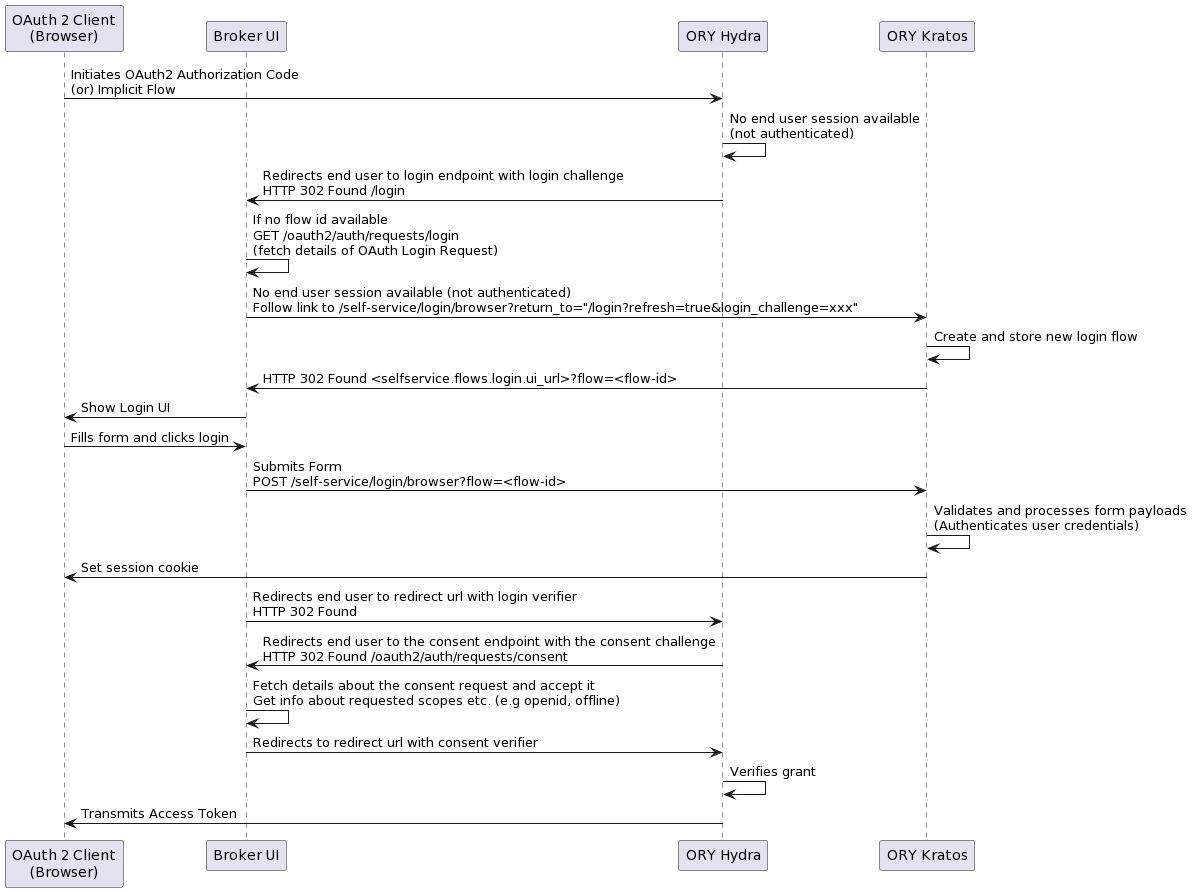 OAuth 2 Client
(Browser)
Broker UI
ORY Hydra
ORY Kratos
Initiates OAuth2 Authorization Code
(or) Implicit Flow
No end user session available
(not authenticated)
Redirects end user to login endpoint with login challenge
HTTP 302 Found /login
If no flow id available
GET /oauth2/auth/requests/login
(fetch details of OAuth Login Request)
No end user session available (not authenticated)
Follow link to /self-service/login/browser?return_to="/login?refresh=true&login_challenge=xxx"
Create and store new login flow
HTTP 302 Found <selfservice.flows.login.ui_url>?flow=<flow-id>
Show Login UI
Fills form and clicks login
Submits Form
POST /self-service/login/browser?flow=<flow-id>
Validates and processes form payloads
(Authenticates user credentials)
Set session cookie
Redirects end user to redirect url with login verifier
HTTP 302 Found
Redirects end user to the consent endpoint with the consent challenge
HTTP 302 Found /oauth2/auth/requests/consent
Fetch details about the consent request and accept it
Get info about requested scopes etc. (e.g openid, offline)
Redirects to redirect url with consent verifier
Verifies grant
Transmits Access Token
OAuth 2 Client
(Browser)
Broker UI
ORY Hydra
ORY Kratos